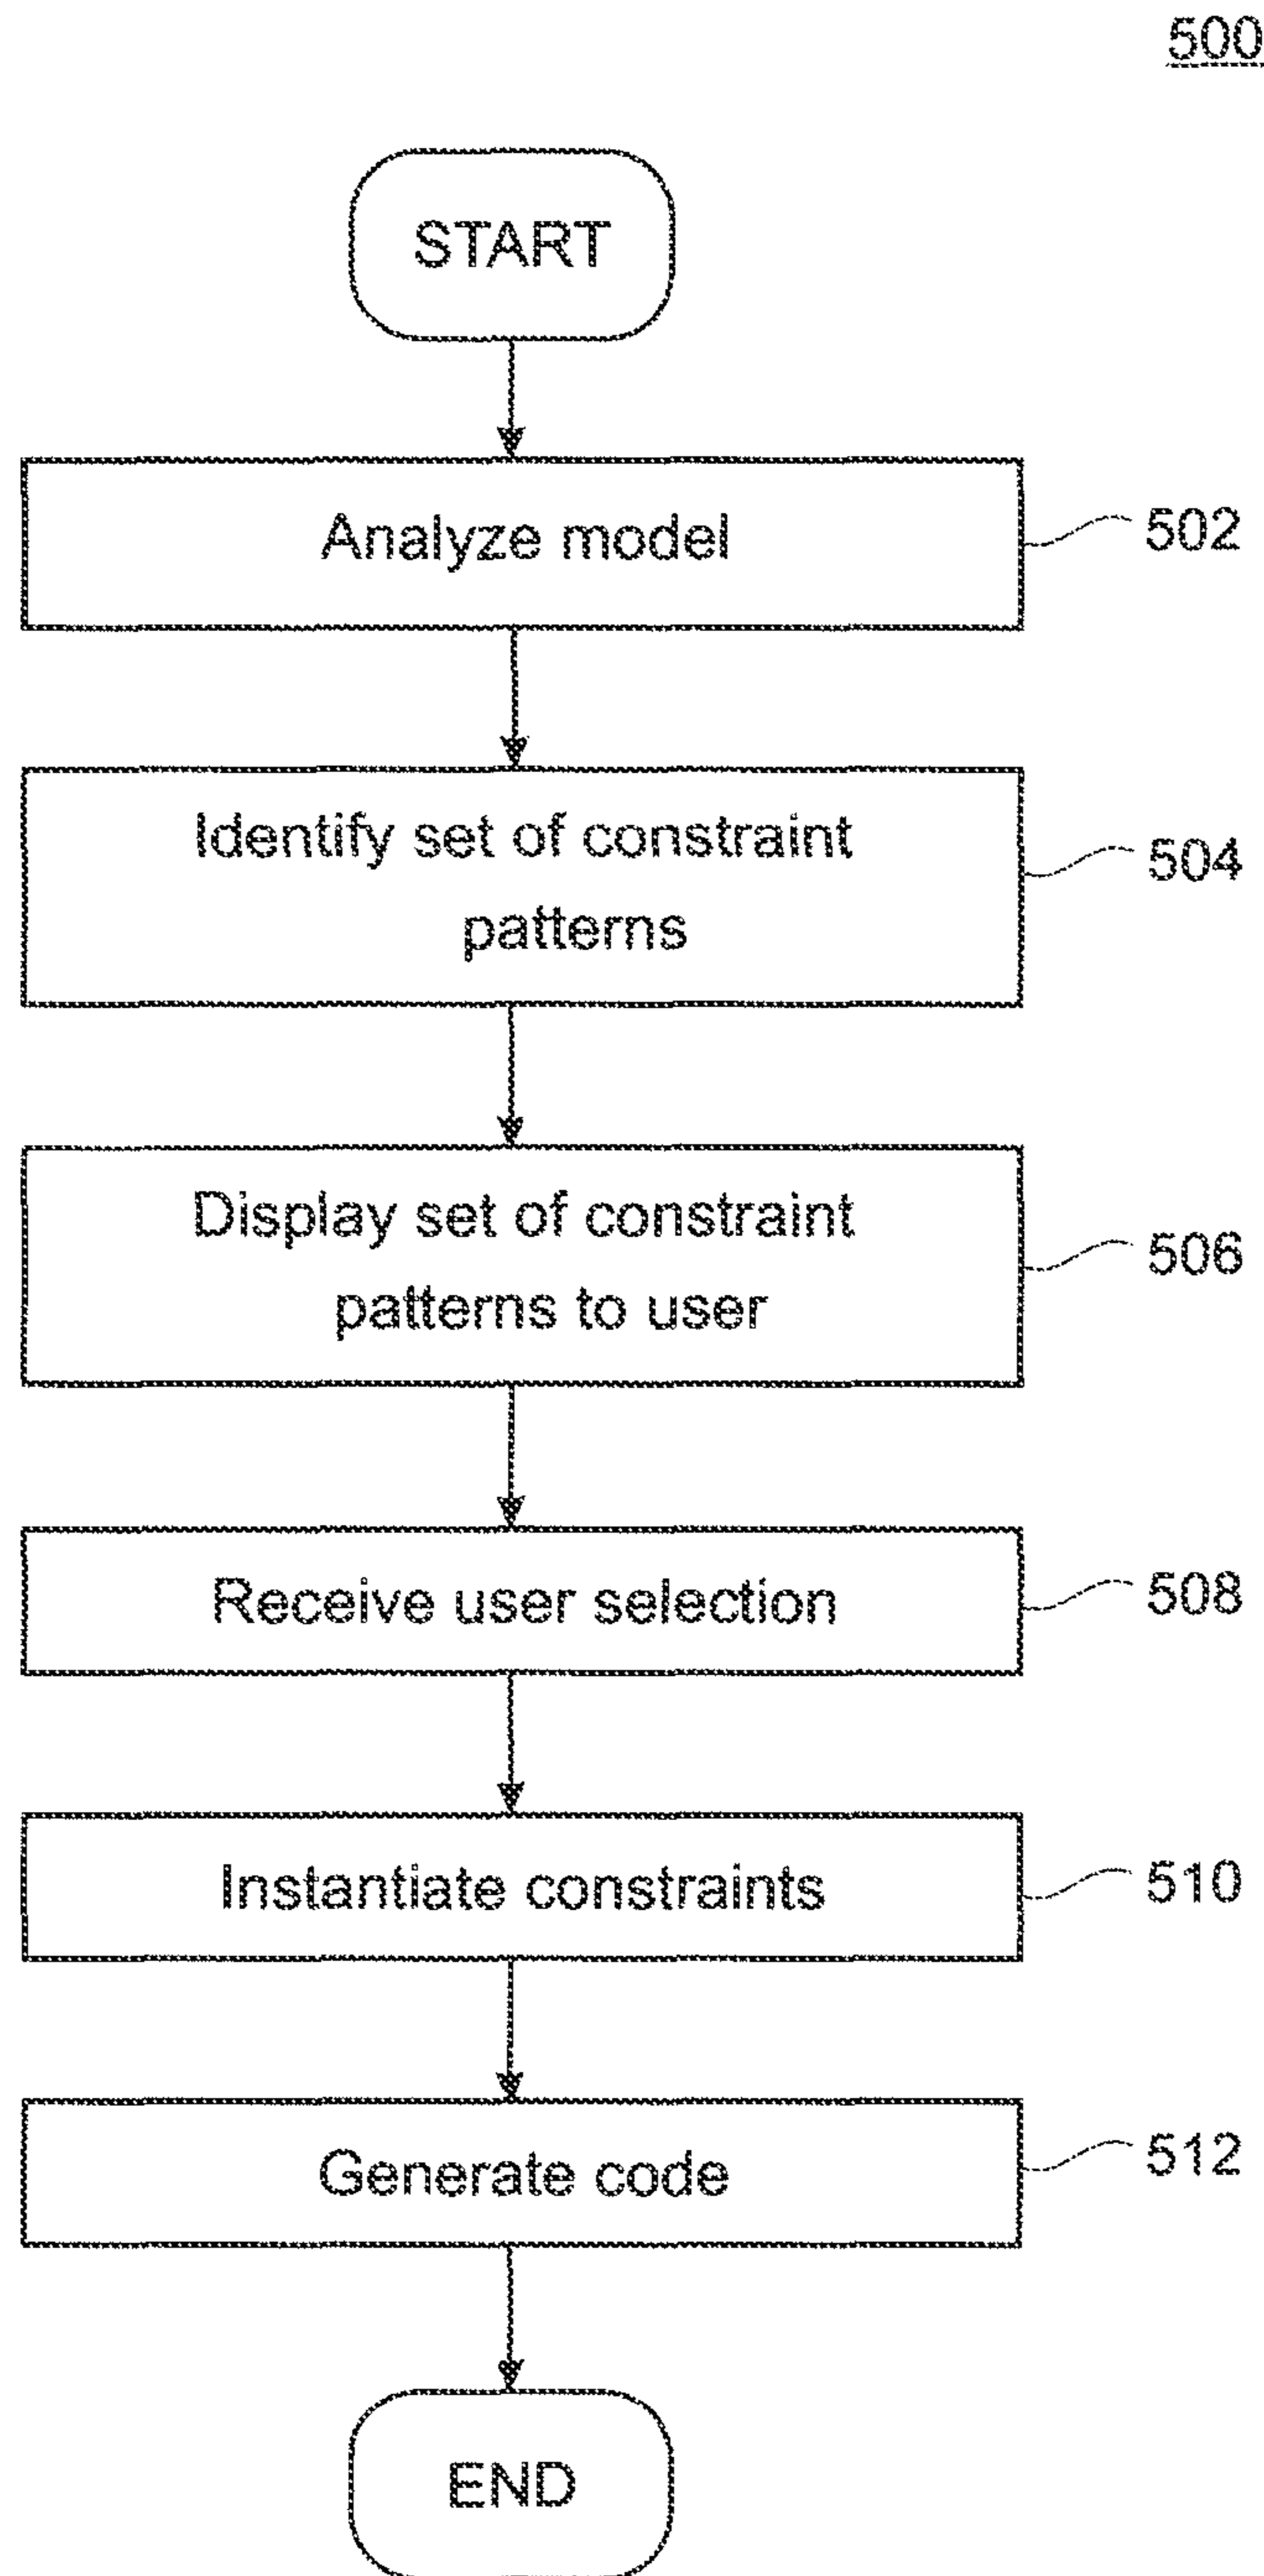 500
START
Analyze model
502
Identify set of constraint
patterns
504
Display set of constraint
patterns to user
506
Receive user selection
508
Instantiate constraints
510
Generate code
512
END